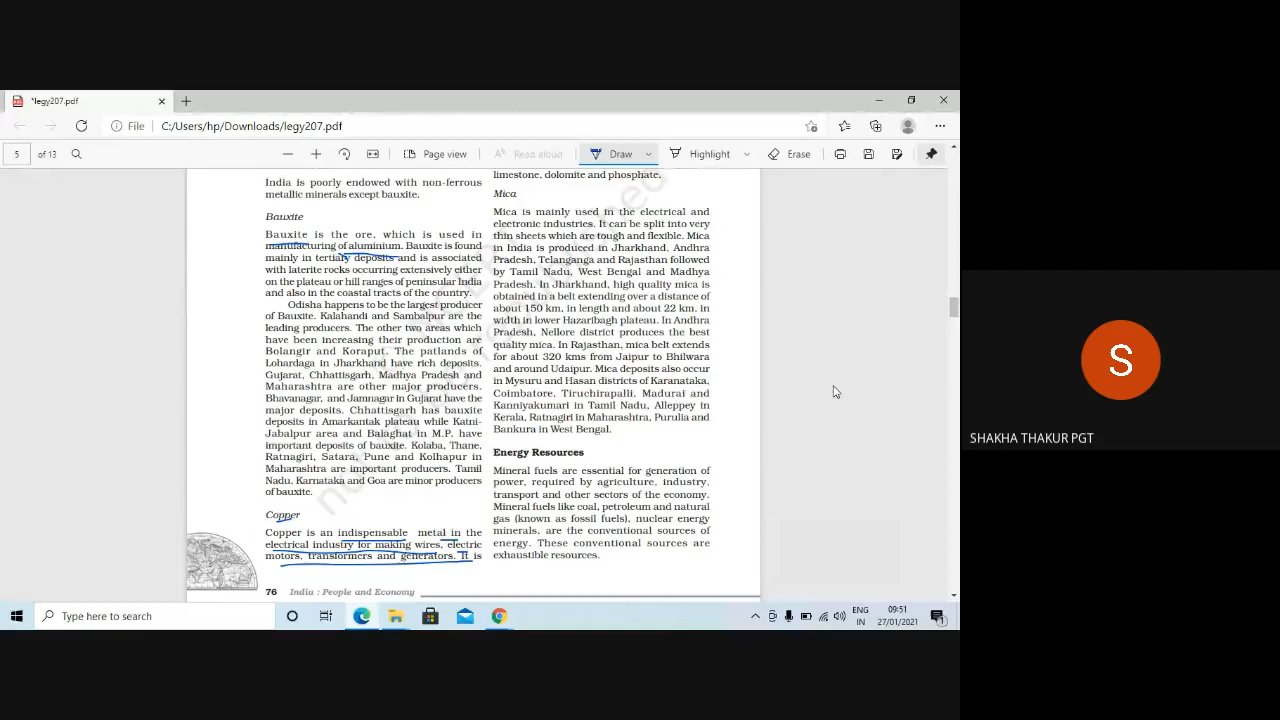 *legy207.pdf
File
C:/Users/hp/Downloads/legy207.pdf
5
of 13
Page view
Read aloud
Draw
Highlight
Erase
India is poorly endowed with non-ferrous
metallic minerals except bauxite.
Bauxite
Bauxite is the ore, which is used in
manufacturing of aluminium. Bauxite is found
mainly in tertiary deposits and is associated
with laterite rocks occurring extensively either
on the plateau or hill ranges of peninsular India
and also in the coastal tracts of the country.
Odisha happens to be the largest producer
of Bauxite. Kalahandi and Sambalpur are the
leading producers. The other two areas which
have been increasing their production are
Bolangir and Koraput. The patlands of
Lohardaga in Jharkhand have rich deposits.
Gujarat, Chhattisgarh, Madhya Pradesh and
Maharashtra are other major producers.
Bhavanagar, and Jamnagar in Gujarat have the
major deposits. Chhattisgarh has bauxite
deposits in Amarkantak plateau while Katni-
Jabalpur area and Balaghat in M.P. have
important deposits of bauxite. Kolaba, Thane,
Ratnagiri, Satara, Pune and Kolhapur in
Maharashtra are important producers. Tamil
Nadu, Karnataka and Goa are minor producers
of bauxite.
Copper
Copper is an indispensable metal in the
electrical industry for making wires, electric
motors, transformers and generators. It is
76 India : People and Economy
limestone, dolomite and phosphate.
Mica
Mica is mainly used in the electrical and
electronic industries. It can be split into very
thin sheets which are tough and flexible. Mica
in India is produced in Jharkhand, Andhra
Pradesh, Telangana and Rajasthan followed
by Tamil Nadu, West Bengal and Madhya
Pradesh. In Jharkhand, high quality mica is
obtained in a belt extending over a distance of
about 150 km, in length and about 22 km, in
width in lower Hazaribagh plateau. In Andhra
Pradesh, Nellore district produces the best
quality mica. In Rajasthan, mica belt extends
for about 320 kms from Jaipur to Bhilwara
and around Udaipur. Mica deposits also occur
in Mysuru and Hasan districts of Karanataka,
Coimbatore, Tiruchirapalli, Madurai and
Kanniyakumari in Tamil Nadu, Alleppey in
Kerala, Ratnagiri in Maharashtra, Purulia and
Bankura in West Bengal.
Energy Resources
Mineral fuels are essential for generation of
power, required by agriculture, industry,
transport and other sectors of the economy.
Mineral fuels like coal, petroleum and natural
gas (known as fossil fuels), nuclear energy
minerals, are the conventional sources of
energy. These conventional sources are
exhaustible resources.
S
SHAKHA THAKUR PGT
Type here to search
ENG
IN
09:51
27/01/2021
1